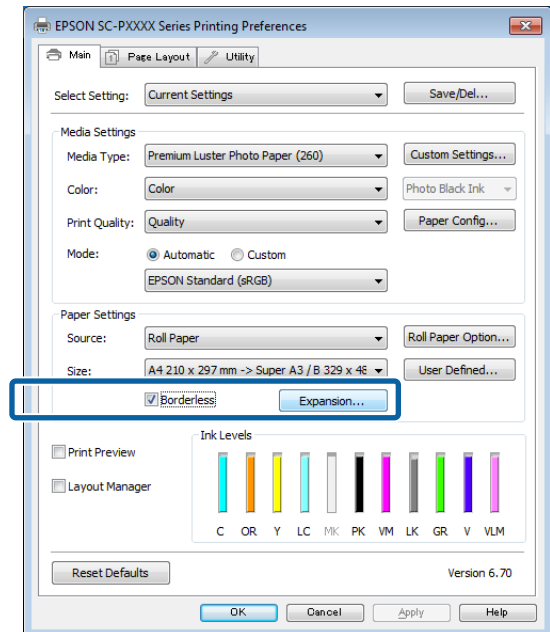 EPSON SC-PXXXX Series Printing Preferences
Main Page Layout Utility
Select Setting: Current Settings Save/Del...
Media Settings
Media Type: Premium Luster Photo Paper (260) Custom Settings...
Color: Color Photo Black Ink
Print Quality: Quality Paper Config...
Mode: Automatic Custom
EPSON Standard (sRGB)
Paper Settings
Source: Roll Paper Roll Paper Option...
Size: A4 210 x 297 mm -> Super A3 / B 329 x 48 User Defined...
Borderless Expansion...
Ink Levels
Print Preview
Layout Manager
C OR Y LC MK PK VM LK GR V VLM
Reset Defaults Version 6.70
OK Cancel Apply Help